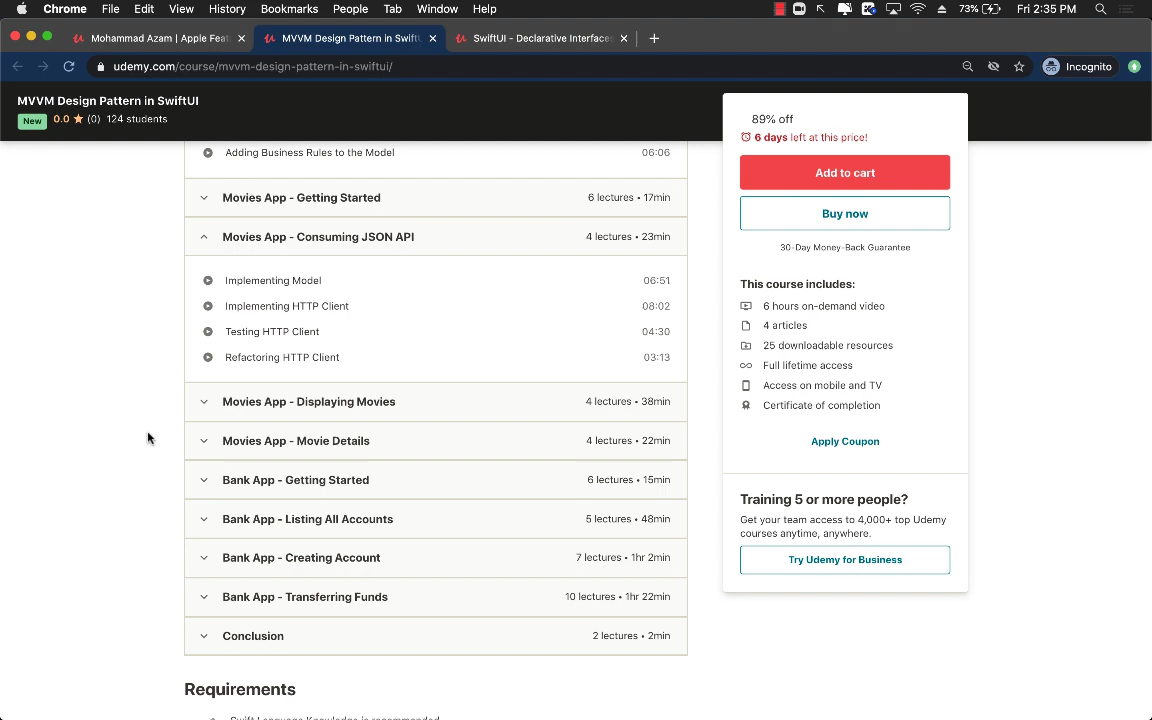 Chrome File Edit View History Bookmarks People Tab Window Help 73% Fri 2:35 PM
Mohammad Azam | Apple Feat MVVM Design Pattern in SwiftU SwiftUI - Declarative Interfaces
udemy.com/course/mvvm-design-pattern-in-swiftui/ Incognito
MVVM Design Pattern in SwiftUI
New 0.0 (0) 124 students
Adding Business Rules to the Model 06:06
Movies App - Getting Started 6 lectures • 17min
Movies App - Consuming JSON API 4 lectures • 23min
Implementing Model 06:51
Implementing HTTP Client 08:02
Testing HTTP Client 04:30
Refactoring HTTP Client 03:13
Movies App - Displaying Movies 4 lectures • 38min
Movies App - Movie Details 4 lectures • 22min
Bank App - Getting Started 6 lectures • 15min
Bank App - Listing All Accounts 5 lectures • 48min
Bank App - Creating Account 7 lectures • 1hr 2min
Bank App - Transferring Funds 10 lectures • 1hr 22min
Conclusion 2 lectures • 2min
Requirements
Swift Language Knowledge is recommended
89% off
6 days left at this price!
Add to cart
Buy now
30-Day Money-Back Guarantee
This course includes:
6 hours on-demand video
4 articles
25 downloadable resources
Full lifetime access
Access on mobile and TV
Certificate of completion
Apply Coupon
Training 5 or more people?
Get your team access to 4,000+ top Udemy
courses anytime, anywhere.
Try Udemy for Business